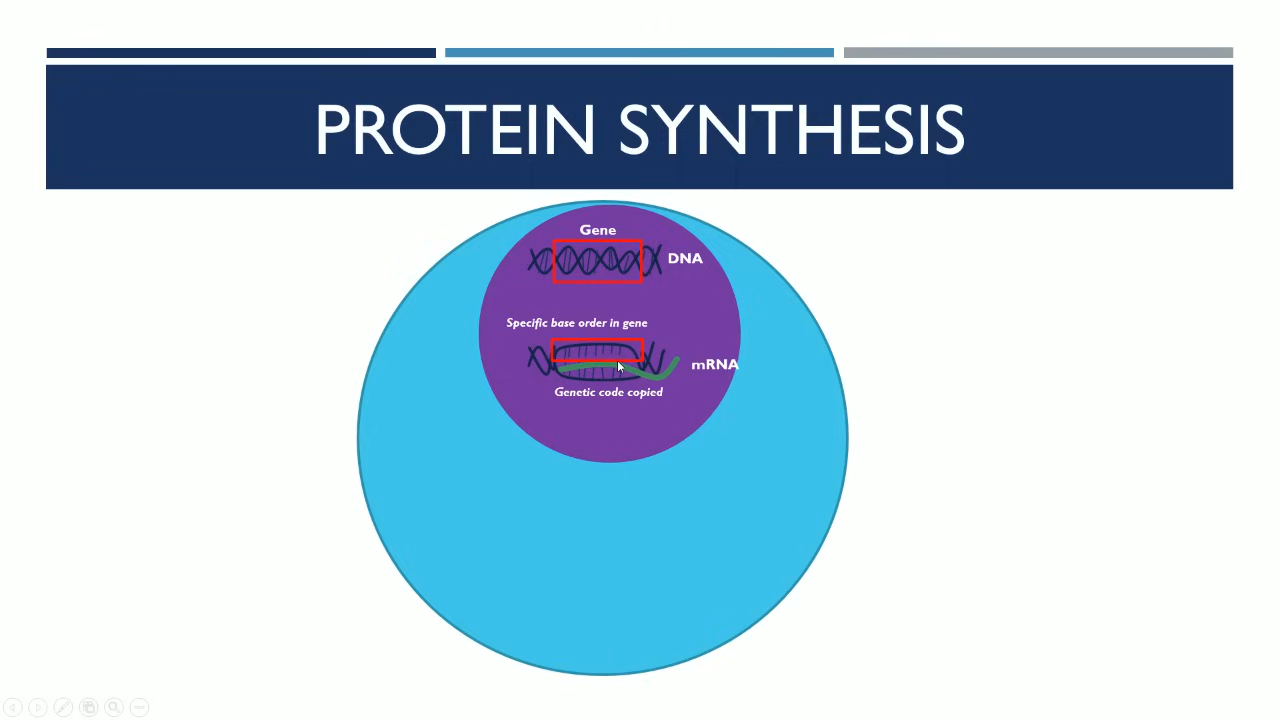 PROTEIN SYNTHESIS
Gene
DNA
Specific base order in gene
mRNA
Genetic code copied